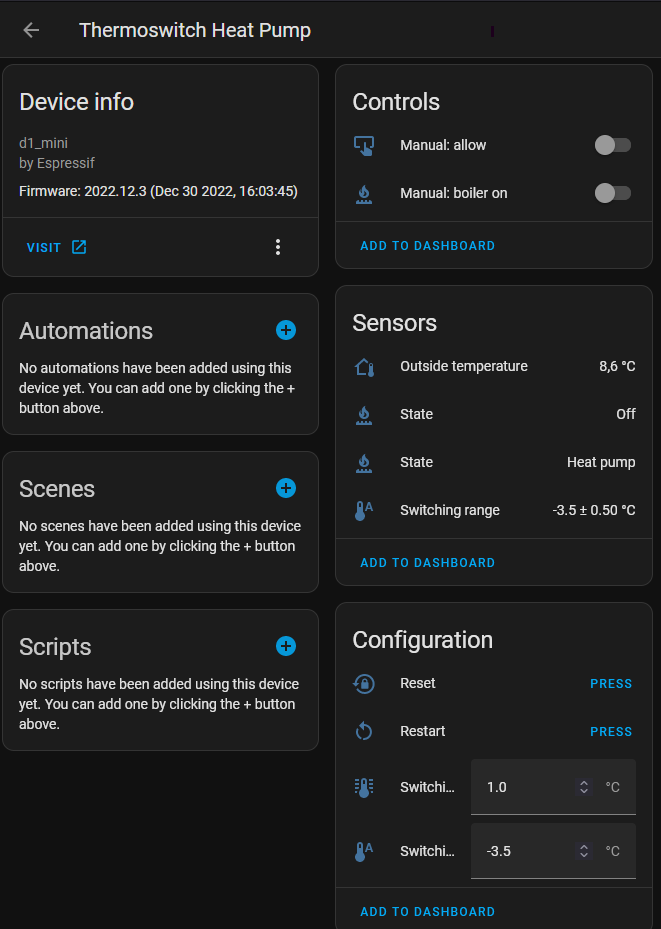 Thermoswitch Heat Pump
Device info
d1_mini
by Espressif
Firmware: 2022.12.3 (Dec 30 2022, 16:03:45)
VISIT
Automations
No automations have been added using this
device yet. You can add one by clicking the +
button above.
Scenes
No scenes have been added using this device
yet. You can add one by clicking the + button
above.
Scripts
No scripts have been added using this device
yet. You can add one by clicking the + button
above.
Controls
Manual: allow
Manual: boiler on
ADD TO DASHBOARD
Sensors
Outside temperature 8,6 °C
State Off
State Heat pump
Switching range -3.5 ± 0.50 °C
ADD TO DASHBOARD
Configuration
Reset PRESS
Restart PRESS
Switchi... 1.0 °C
Switchi... -3.5 °C
ADD TO DASHBOARD